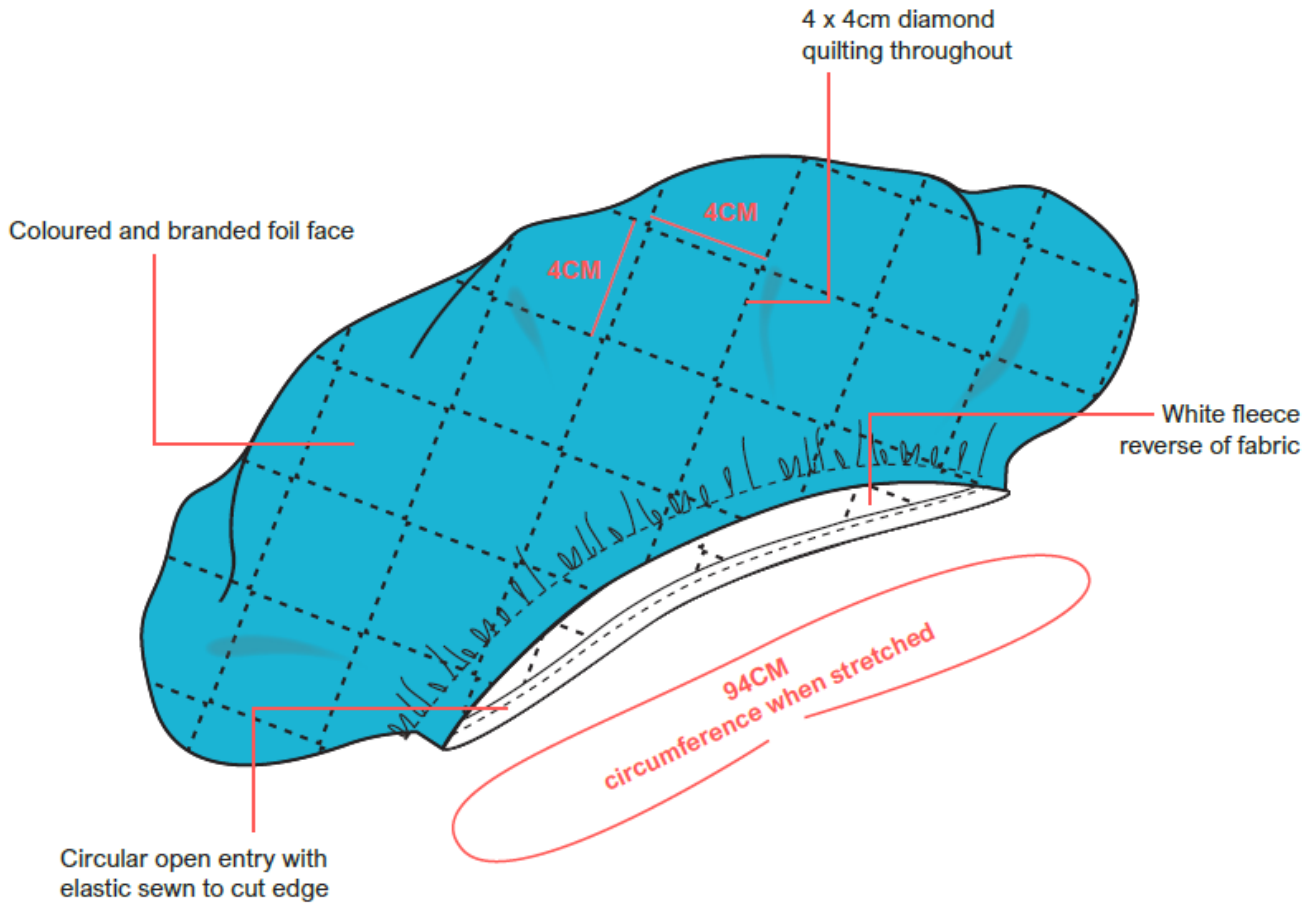 4 x 4cm diamond
quilting throughout
Coloured and branded foil face
4CM
4CM
White fleece
reverse of fabric
94CM
circumference when stretched
Circular open entry with
elastic sewn to cut edge